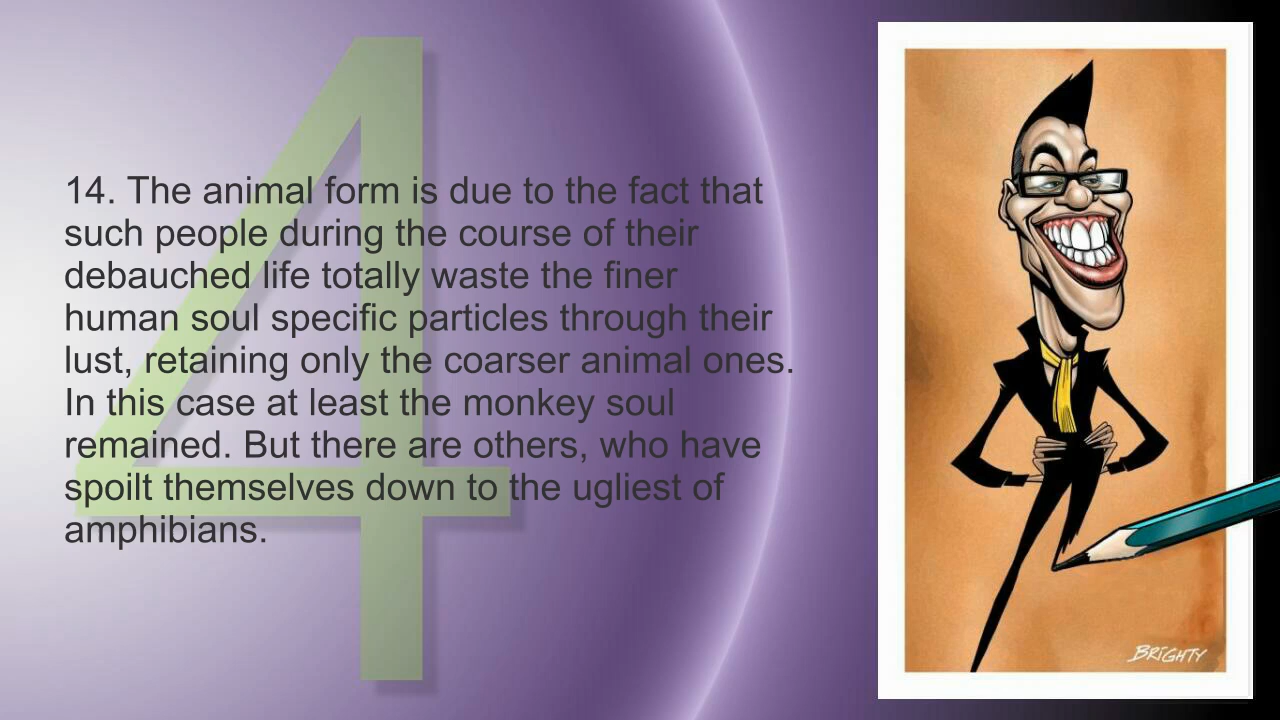 4
14. The animal form is due to the fact that
such people during the course of their
debauched life totally waste the finer
human soul specific particles through their
lust, retaining only the coarser animal ones.
In this case at least the monkey soul
remained. But there are others, who have
spoilt themselves down to the ugliest of
amphibians.
BRIGHTY